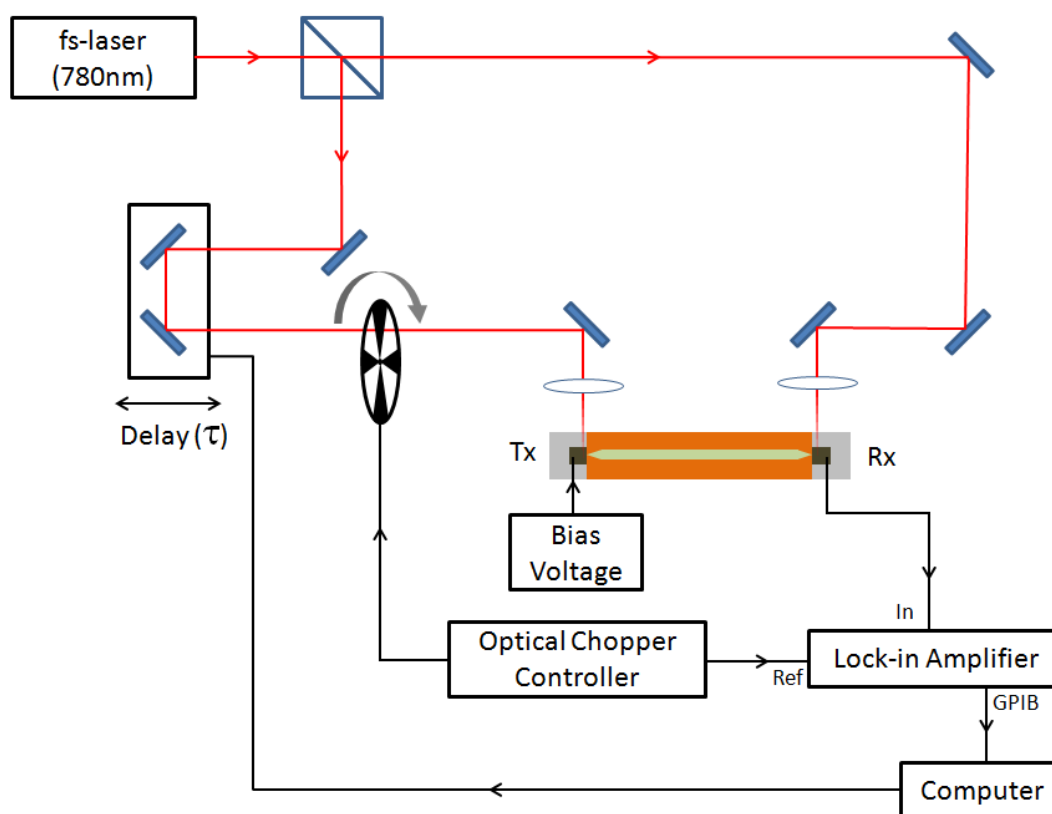 fs-laser
(780nm)
Delay (τ)
Tx
Rx
Bias
Voltage
In
Optical Chopper
Controller
Ref
Lock-in Amplifier
GPIB
Computer